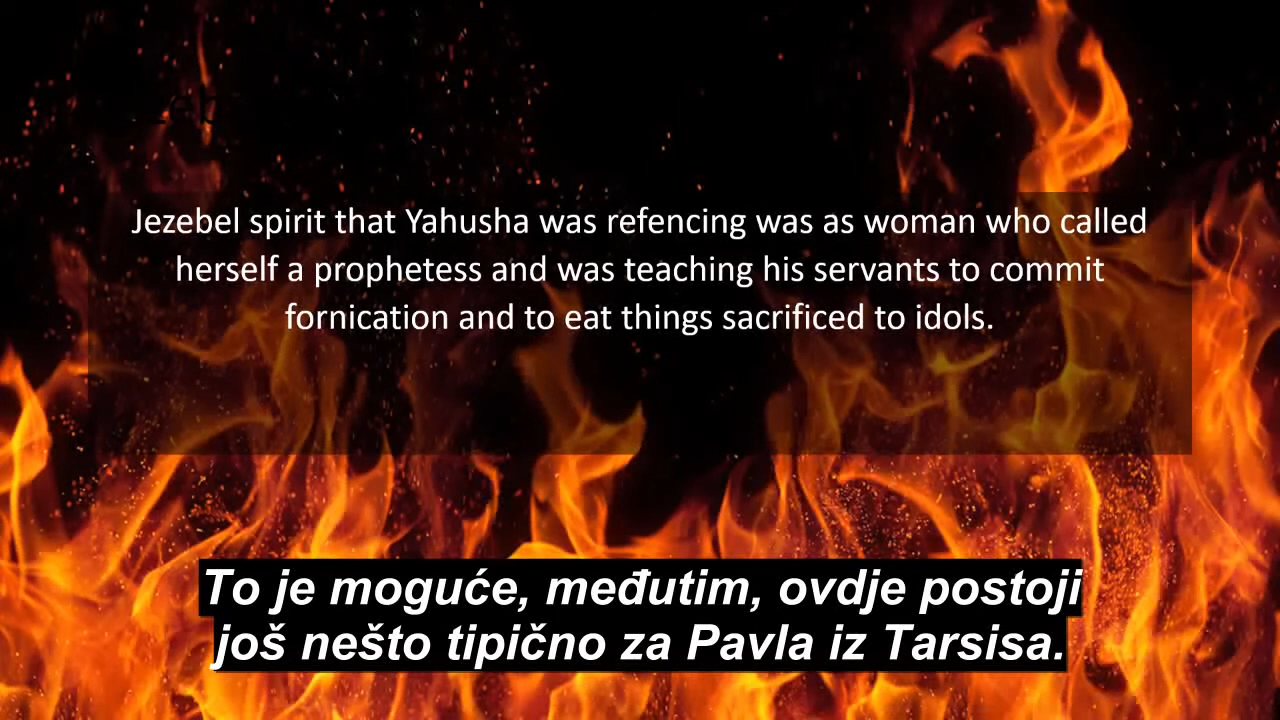 Jezebel spirit that Yahusha was refencing was as woman who called
herself a prophetess and was teaching his servants to commit
fornication and to eat things sacrificed to idols.
To je moguće, međutim, ovdje postoji
još nešto tipično za Pavla iz Tarsisa.